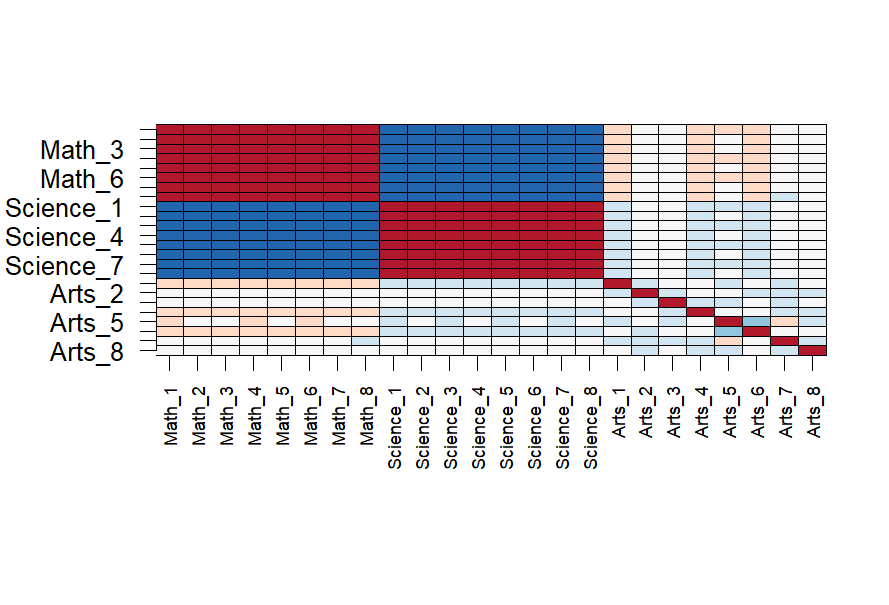 Math_3
Math_6
Science_1
Science_4
Science_7
Arts_2
Arts_5
Arts_8
Math_1
Math_2
Math_3
Math_4
Math_5
Math_6
Math_7
Math_8
Science_1
Science_2
Science_3
Science_4
Science_5
Science_6
Science_7
Science_8
Arts_1
Arts_2
Arts_3
Arts_4
Arts_5
Arts_6
Arts_7
Arts_8